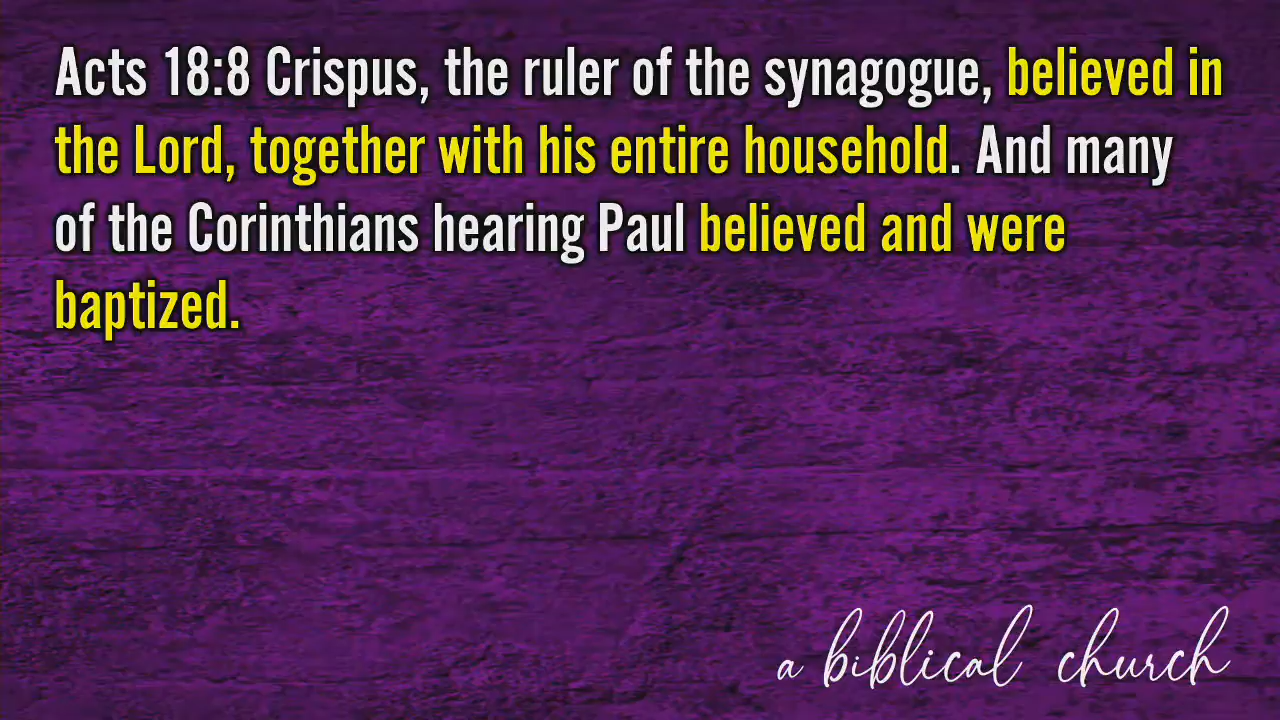 Acts 18:8 Crispus, the ruler of the synagogue, believed in
the Lord, together with his entire household. And many
of the Corinthians hearing Paul believed and were
baptized.
a biblical church